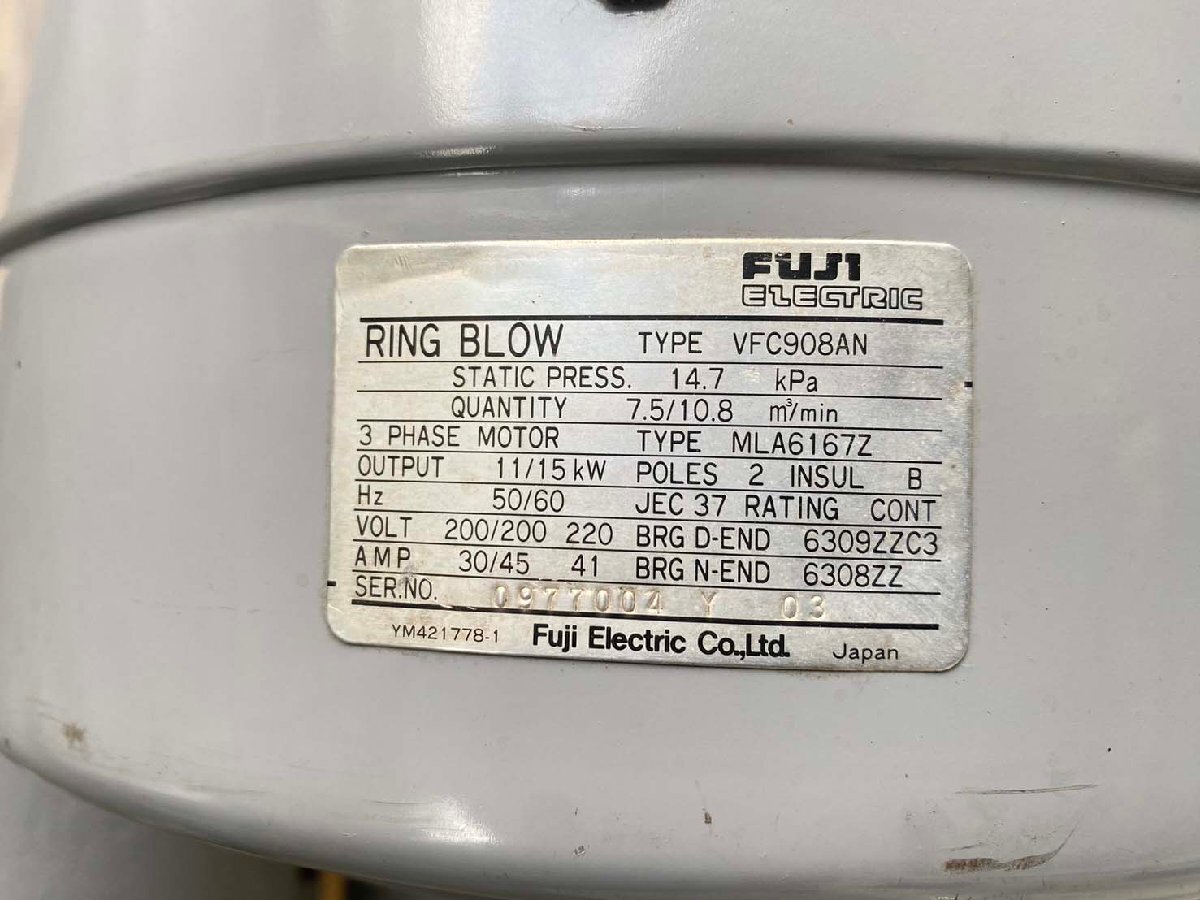 FUJI
ELECTRIC
RING BLOW TYPE VFC908AN
STATIC PRESS. 14.7 kPa
QUANTITY 7.5/10.8 m³/min
3 PHASE MOTOR TYPE MLA6167Z
OUTPUT 11/15 kW POLES 2 INSUL B
Hz 50/60 JEC 37 RATING CONT
VOLT 200/200 220 BRG D-END 6309ZZC3
AMP 30/45 41 BRG N-END 6308ZZ
SER.NO. 0977004 Y 03
YM421778-1 Fuji Electric Co.,Ltd. Japan